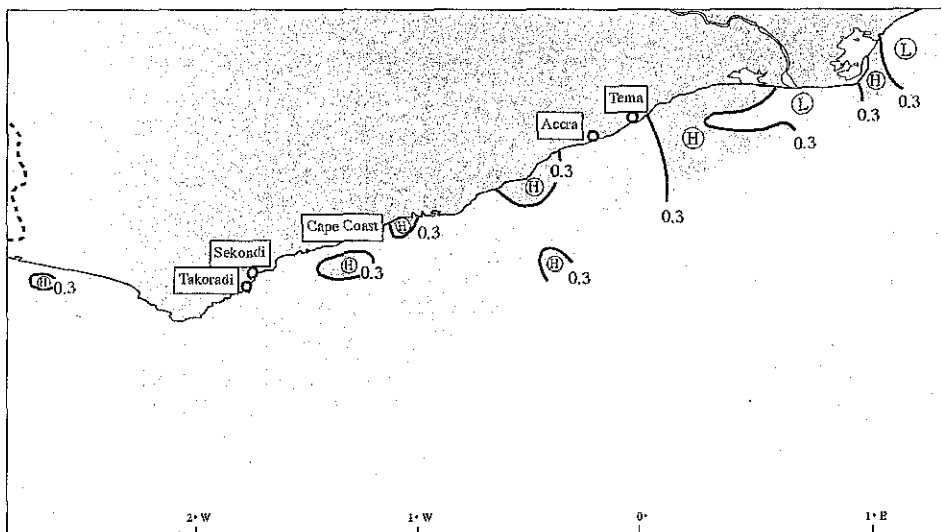 L
H
0.3
0.3
Tema
L
Accra
H
0.3
0.3
H
0.3
Cape Coast
H
0.3
Sekondi
H
0.3
H
0.3
Takoradi
H
0.3
2° W
1° W
0°
1° E